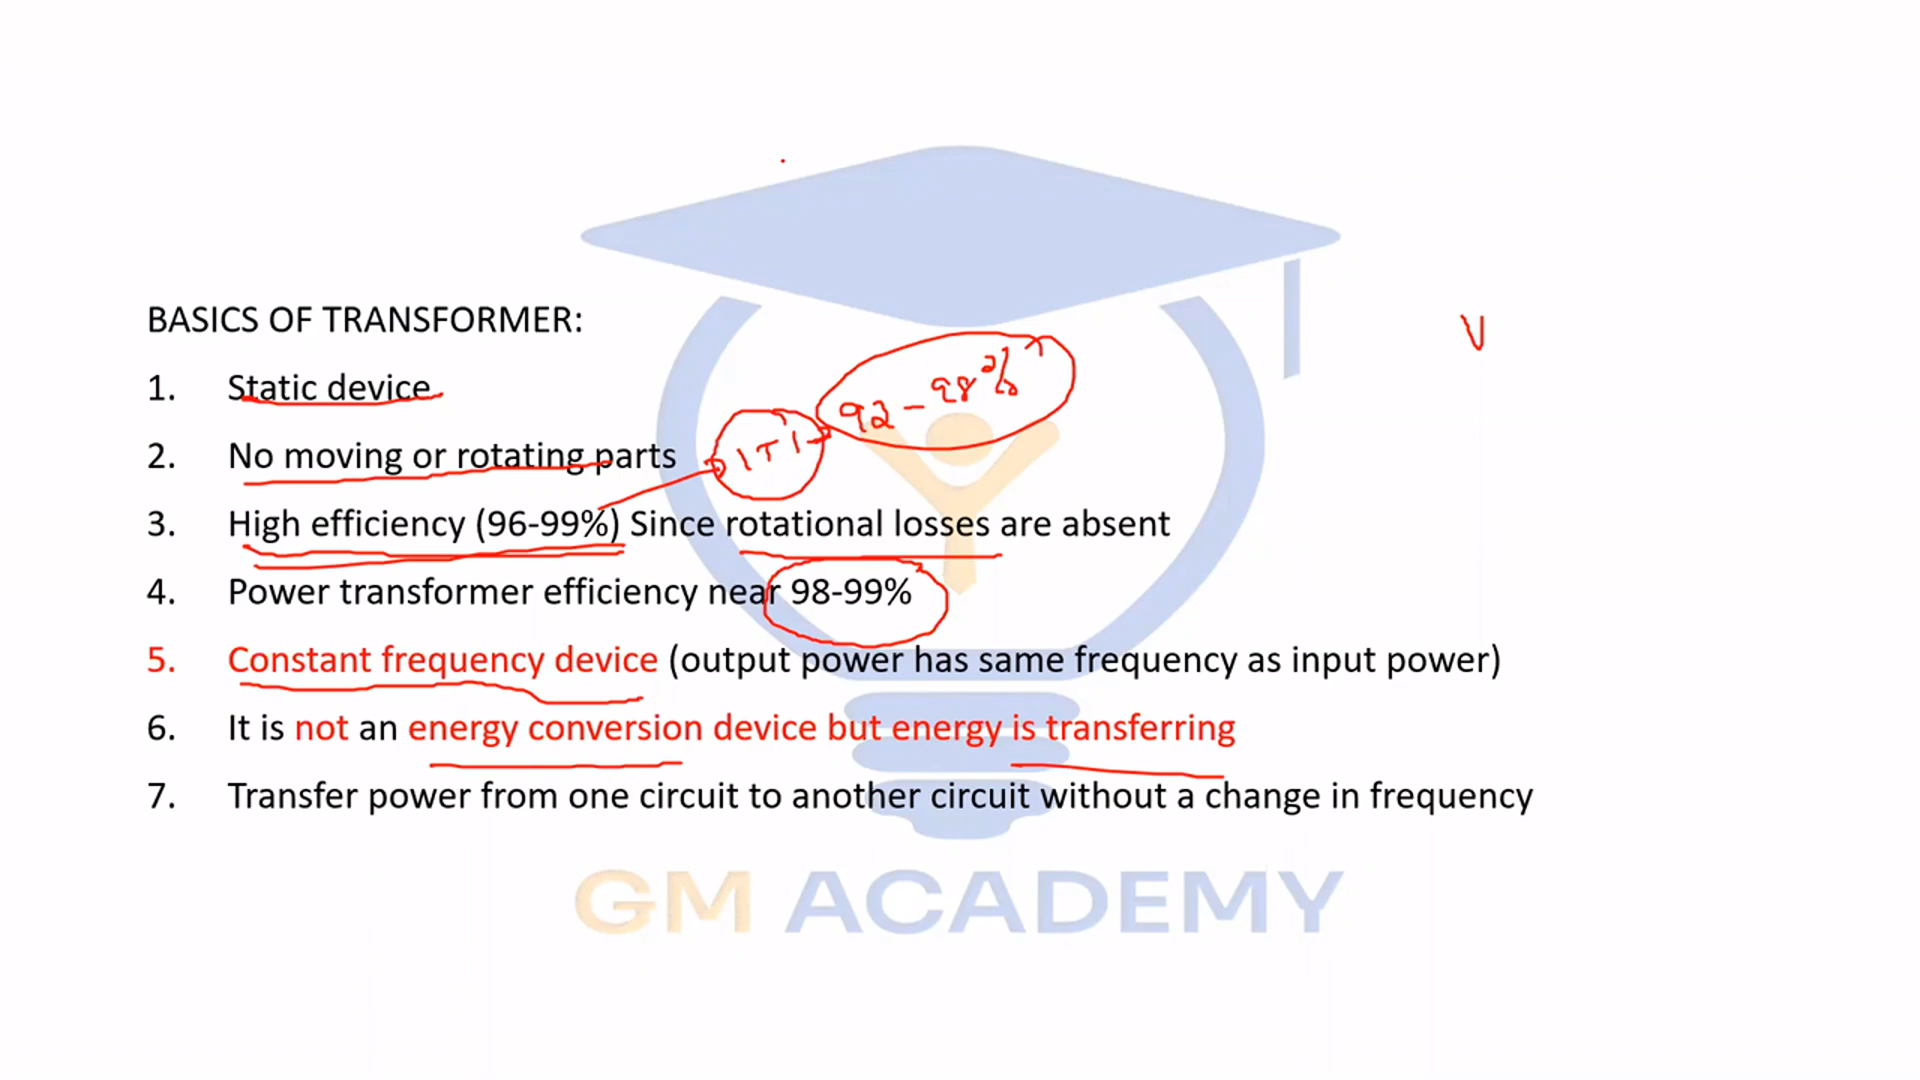 V
BASICS OF TRANSFORMER:
1. Static device
92-98%
2. No moving or rotating parts
ITI
3. High efficiency (96-99%) Since rotational losses are absent
4. Power transformer efficiency near 98-99%
5. Constant frequency device (output power has same frequency as input power)
6. It is not an energy conversion device but energy is transferring
7. Transfer power from one circuit to another circuit without a change in frequency
GM ACADEMY